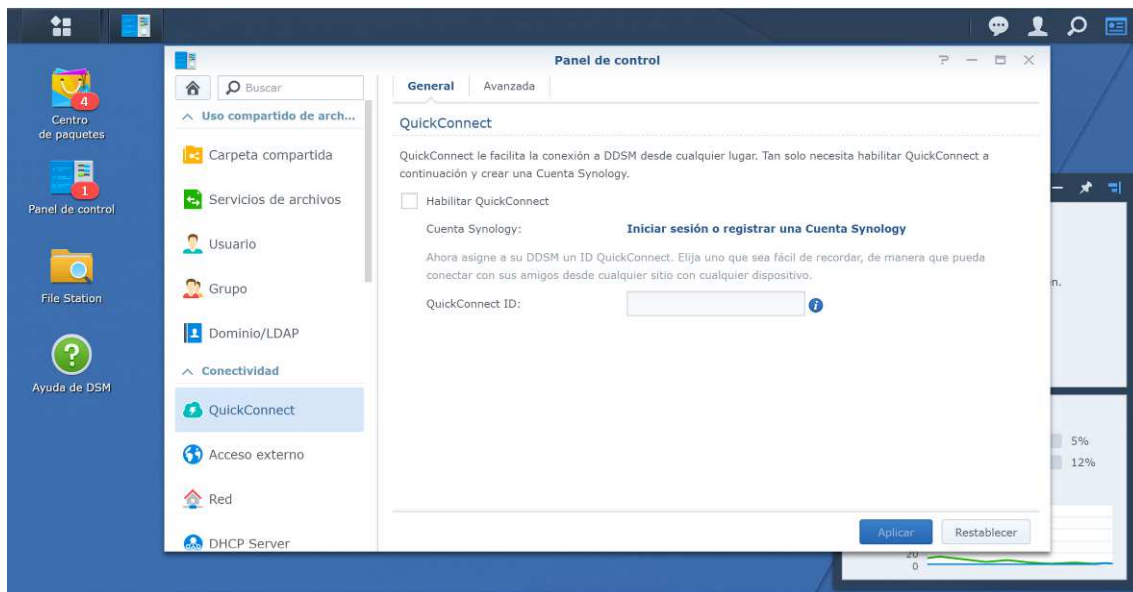 Panel de control
Buscar
General
Avanzada
Uso compartido de arch...
Carpeta compartida
Servicios de archivos
Usuario
Grupo
Dominio/LDAP
Conectividad
QuickConnect
Acceso externo
Red
DHCP Server
QuickConnect
QuickConnect le facilita la conexión a DDSM desde cualquier lugar. Tan solo necesita habilitar QuickConnect a
continuación y crear una Cuenta Synology.
Habilitar QuickConnect
Cuenta Synology:
Iniciar sesión o registrar una Cuenta Synology
Ahora asigne a su DDSM un ID QuickConnect. Elija uno que sea fácil de recordar, de manera que pueda
conectar con sus amigos desde cualquier sitio con cualquier dispositivo.
QuickConnect ID:
Aplicar
Restablecer
4
Centro
de paquetes
1
Panel de control
File Station
Ayuda de DSM
n.
5%
12%
20
0